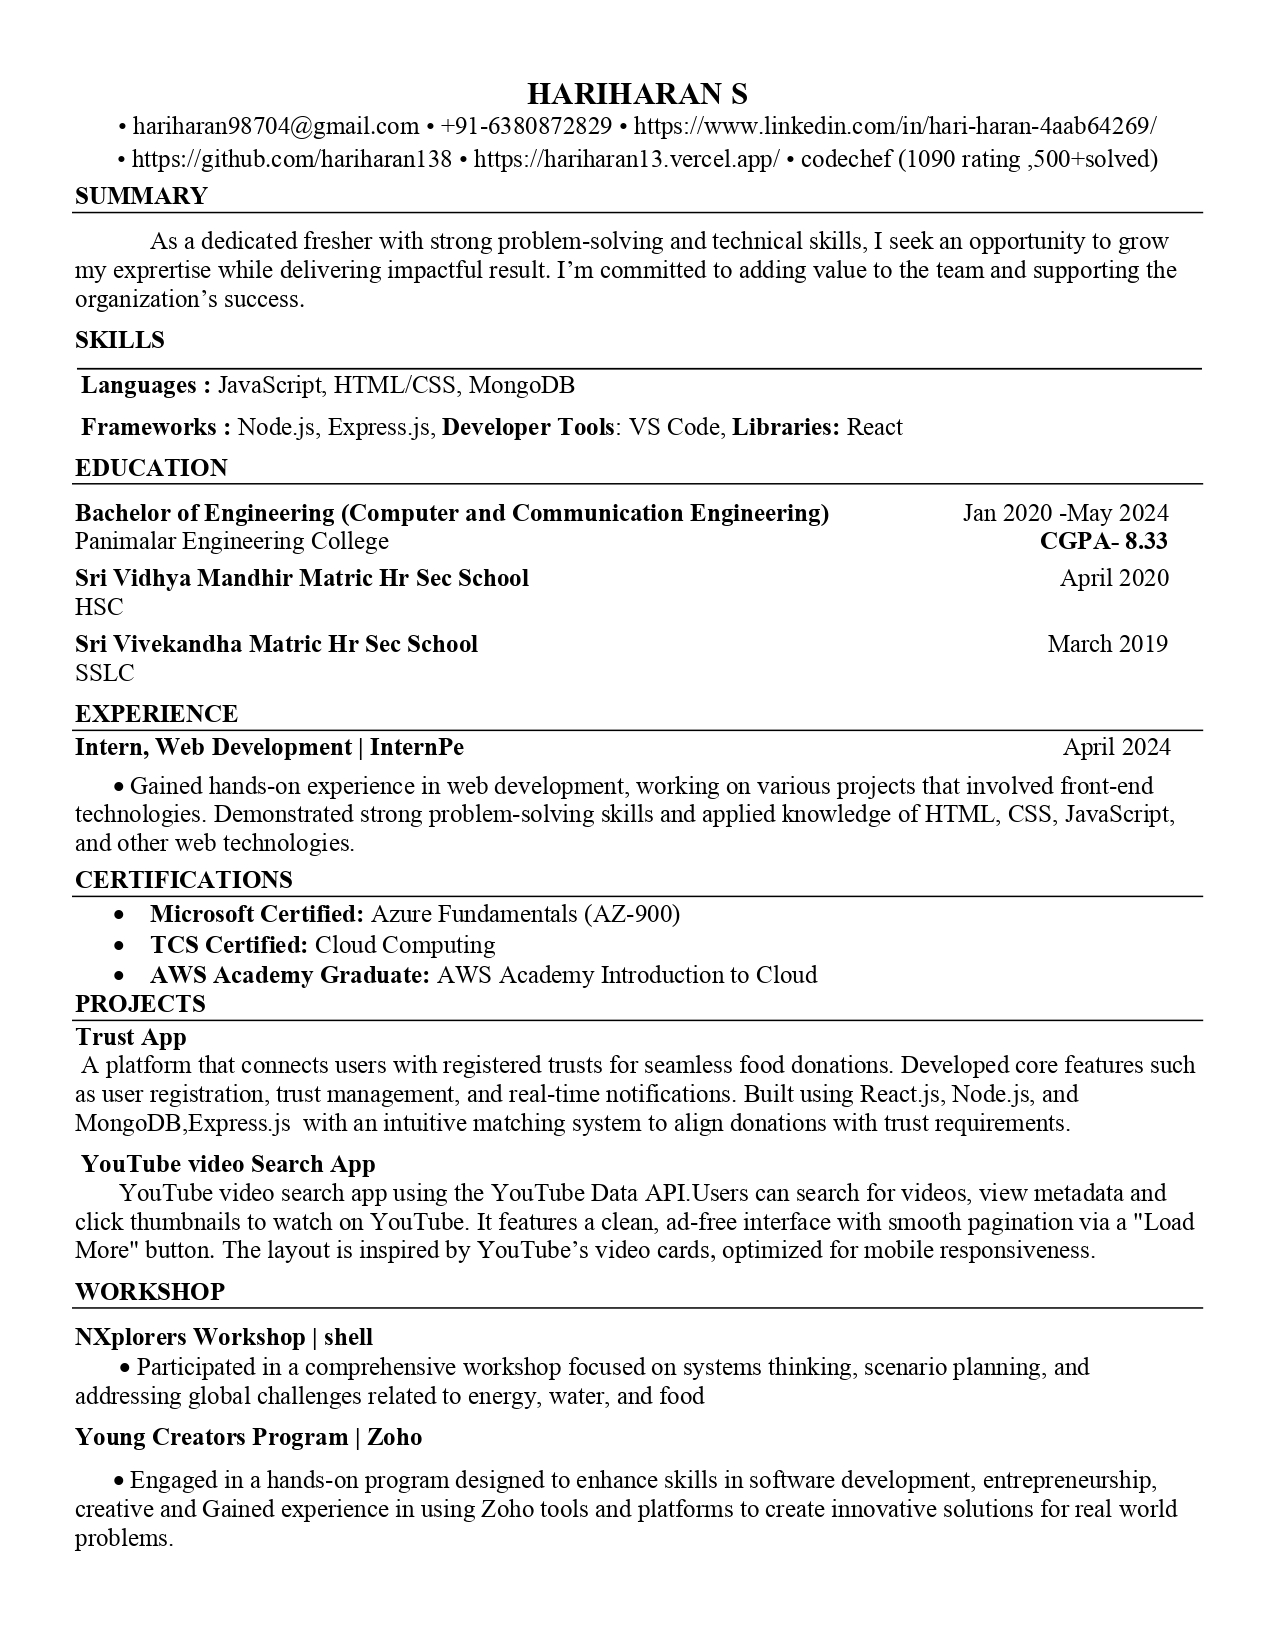 HARIHARAN S
• hariharan98704@gmail.com • +91-6380872829 • https://www.linkedin.com/in/hari-haran-4aab64269/
• https://github.com/hariharan138 • https://hariharan13.vercel.app/ • codechef (1090 rating ,500+solved)
SUMMARY
As a dedicated fresher with strong problem-solving and technical skills, I seek an opportunity to grow
my exprertise while delivering impactful result. I’m committed to adding value to the team and supporting the
organization’s success.
SKILLS
Languages : JavaScript, HTML/CSS, MongoDB
Frameworks : Node.js, Express.js, Developer Tools: VS Code, Libraries: React
EDUCATION
Bachelor of Engineering (Computer and Communication Engineering) Jan 2020 -May 2024
Panimalar Engineering College CGPA- 8.33
Sri Vidhya Mandhir Matric Hr Sec School April 2020
HSC
Sri Vivekandha Matric Hr Sec School March 2019
SSLC
EXPERIENCE
Intern, Web Development | InternPe April 2024
• Gained hands-on experience in web development, working on various projects that involved front-end
technologies. Demonstrated strong problem-solving skills and applied knowledge of HTML, CSS, JavaScript,
and other web technologies.
CERTIFICATIONS
• Microsoft Certified: Azure Fundamentals (AZ-900)
• TCS Certified: Cloud Computing
• AWS Academy Graduate: AWS Academy Introduction to Cloud
PROJECTS
Trust App
A platform that connects users with registered trusts for seamless food donations. Developed core features such
as user registration, trust management, and real-time notifications. Built using React.js, Node.js, and
MongoDB,Express.js with an intuitive matching system to align donations with trust requirements.
YouTube video Search App
YouTube video search app using the YouTube Data API.Users can search for videos, view metadata and
click thumbnails to watch on YouTube. It features a clean, ad-free interface with smooth pagination via a "Load
More" button. The layout is inspired by YouTube’s video cards, optimized for mobile responsiveness.
WORKSHOP
NXplorers Workshop | shell
• Participated in a comprehensive workshop focused on systems thinking, scenario planning, and
addressing global challenges related to energy, water, and food
Young Creators Program | Zoho
• Engaged in a hands-on program designed to enhance skills in software development, entrepreneurship,
creative and Gained experience in using Zoho tools and platforms to create innovative solutions for real world
problems.